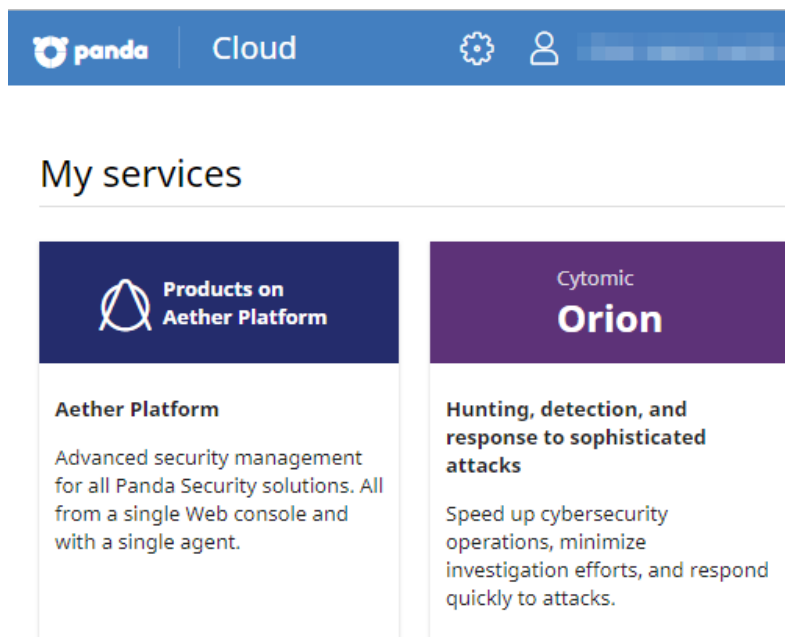 panda Cloud
My services
Products on
Aether Platform
Aether Platform
Advanced security management
for all Panda Security solutions. All
from a single Web console and
with a single agent.
Cytomic
Orion
Hunting, detection, and
response to sophisticated
attacks
Speed up cybersecurity
operations, minimize
investigation efforts, and respond
quickly to attacks.